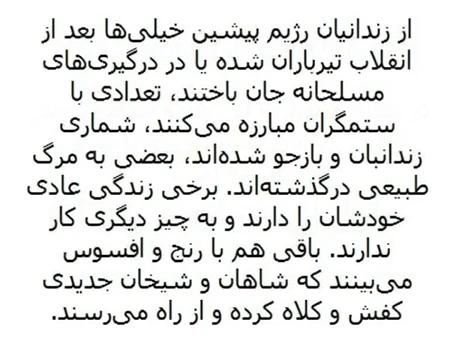 از زندانیان رژیم پیشین خیلی‌ها بعد از
انقلاب تیرباران شده یا در درگیری‌های
مسلحانه جان باختند، تعدادی با
ستمگران مبارزه می‌کنند، شماری
زندانبان و بازجو شده‌اند، بعضی به مرگ
طبیعی درگذشته‌اند. برخی زندگی عادی
خودشان را دارند و به چیز دیگری کار
ندارند. باقی هم با رنج و افسوس
می‌بینند که شاهان و شیخان جدیدی
کفش و کلاه کرده و از راه می‌رسند.